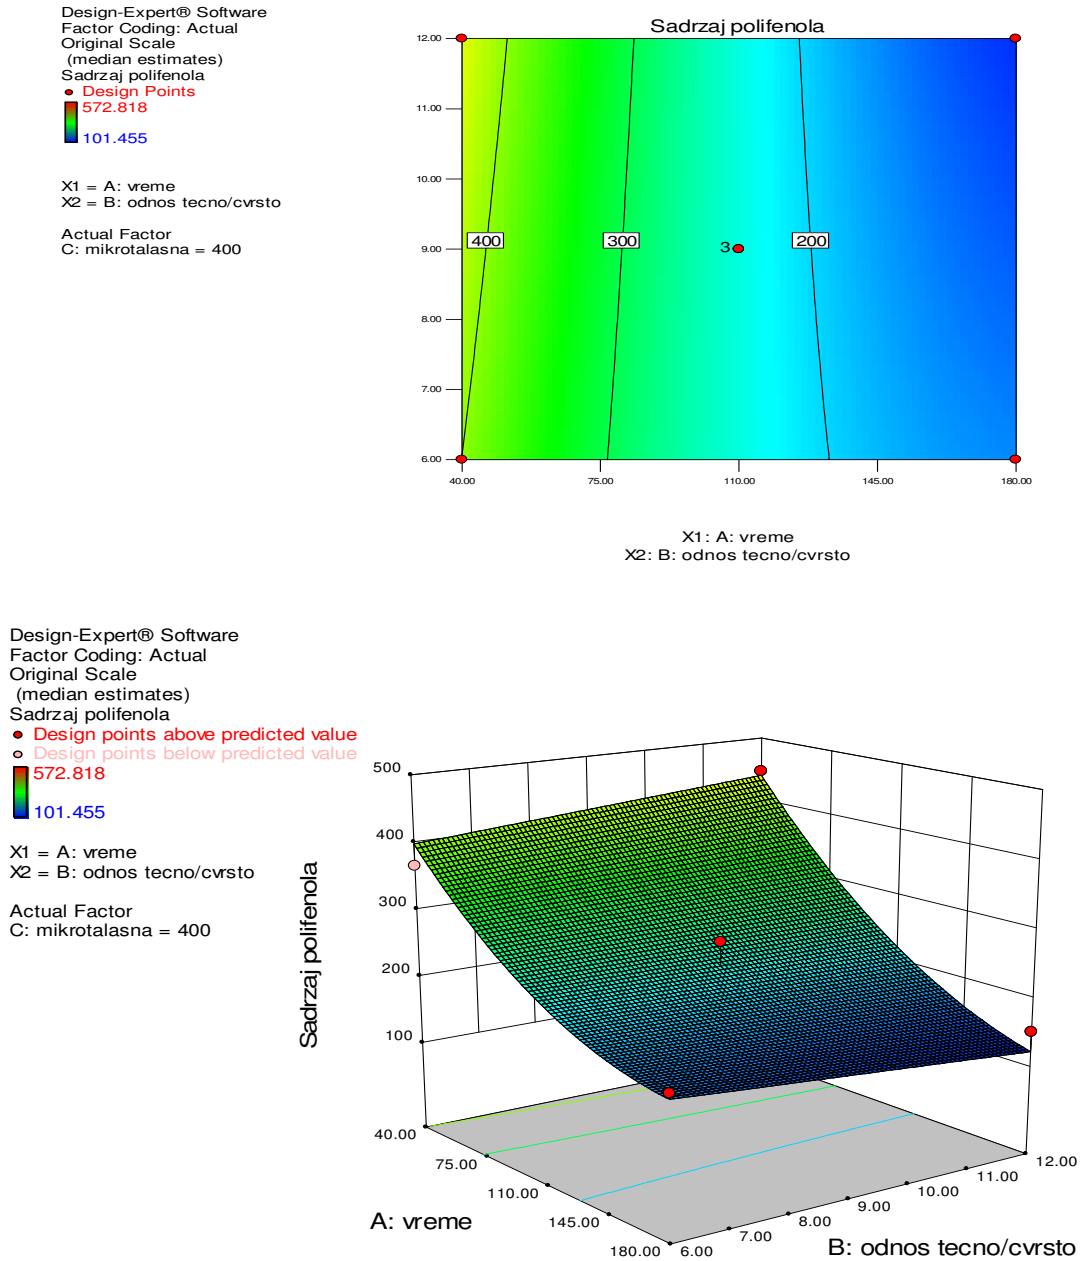 Design-Expert® Software
Factor Coding: Actual
Original Scale
(median estimates)
Sadrzaj polifenola
Design Points
572.818
101.455
X1 = A: vreme
X2 = B: odnos tecno/cvrsto
Actual Factor
C: mikrotalasna = 400
Sadrzaj polifenola
12.00
11.00
10.00
9.00
8.00
7.00
6.00
400
300
3
200
40.00
75.00
110.00
145.00
180.00
X1: A: vreme
X2: B: odnos tecno/cvrsto
Design-Expert® Software
Factor Coding: Actual
Original Scale
(median estimates)
Sadrzaj polifenola
Design points above predicted value
Design points below predicted value
572.818
101.455
X1 = A: vreme
X2 = B: odnos tecno/cvrsto
Actual Factor
C: mikrotalasna = 400
Sadrzaj polifenola
500
400
300
200
100
40.00
75.00
110.00
145.00
180.00
A: vreme
6.00
7.00
8.00
9.00
10.00
11.00
12.00
B: odnos tecno/cvrsto